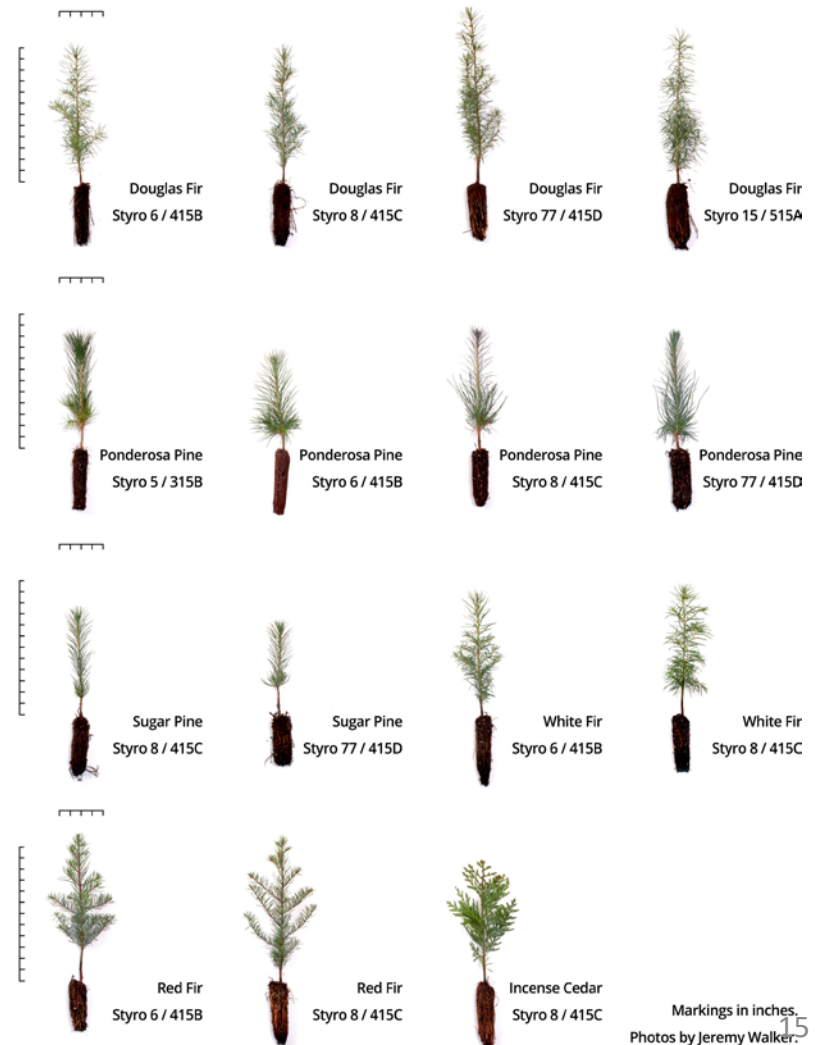 Douglas Fir
Styro 6 / 415B
Douglas Fir
Styro 8 / 415C
Douglas Fir
Styro 77 / 415D
Douglas Fir
Styro 15 / 515A
Ponderosa Pine
Styro 5 / 315B
Ponderosa Pine
Styro 6 / 415B
Ponderosa Pine
Styro 8 / 415C
Ponderosa Pine
Styro 77 / 415D
Sugar Pine
Styro 8 / 415C
Sugar Pine
Styro 77 / 415D
White Fir
Styro 6 / 415B
White Fir
Styro 8 / 415C
Red Fir
Styro 6 / 415B
Red Fir
Styro 8 / 415C
Incense Cedar
Styro 8 / 415C
Markings in inches.
Photos by Jeremy Walker.
15